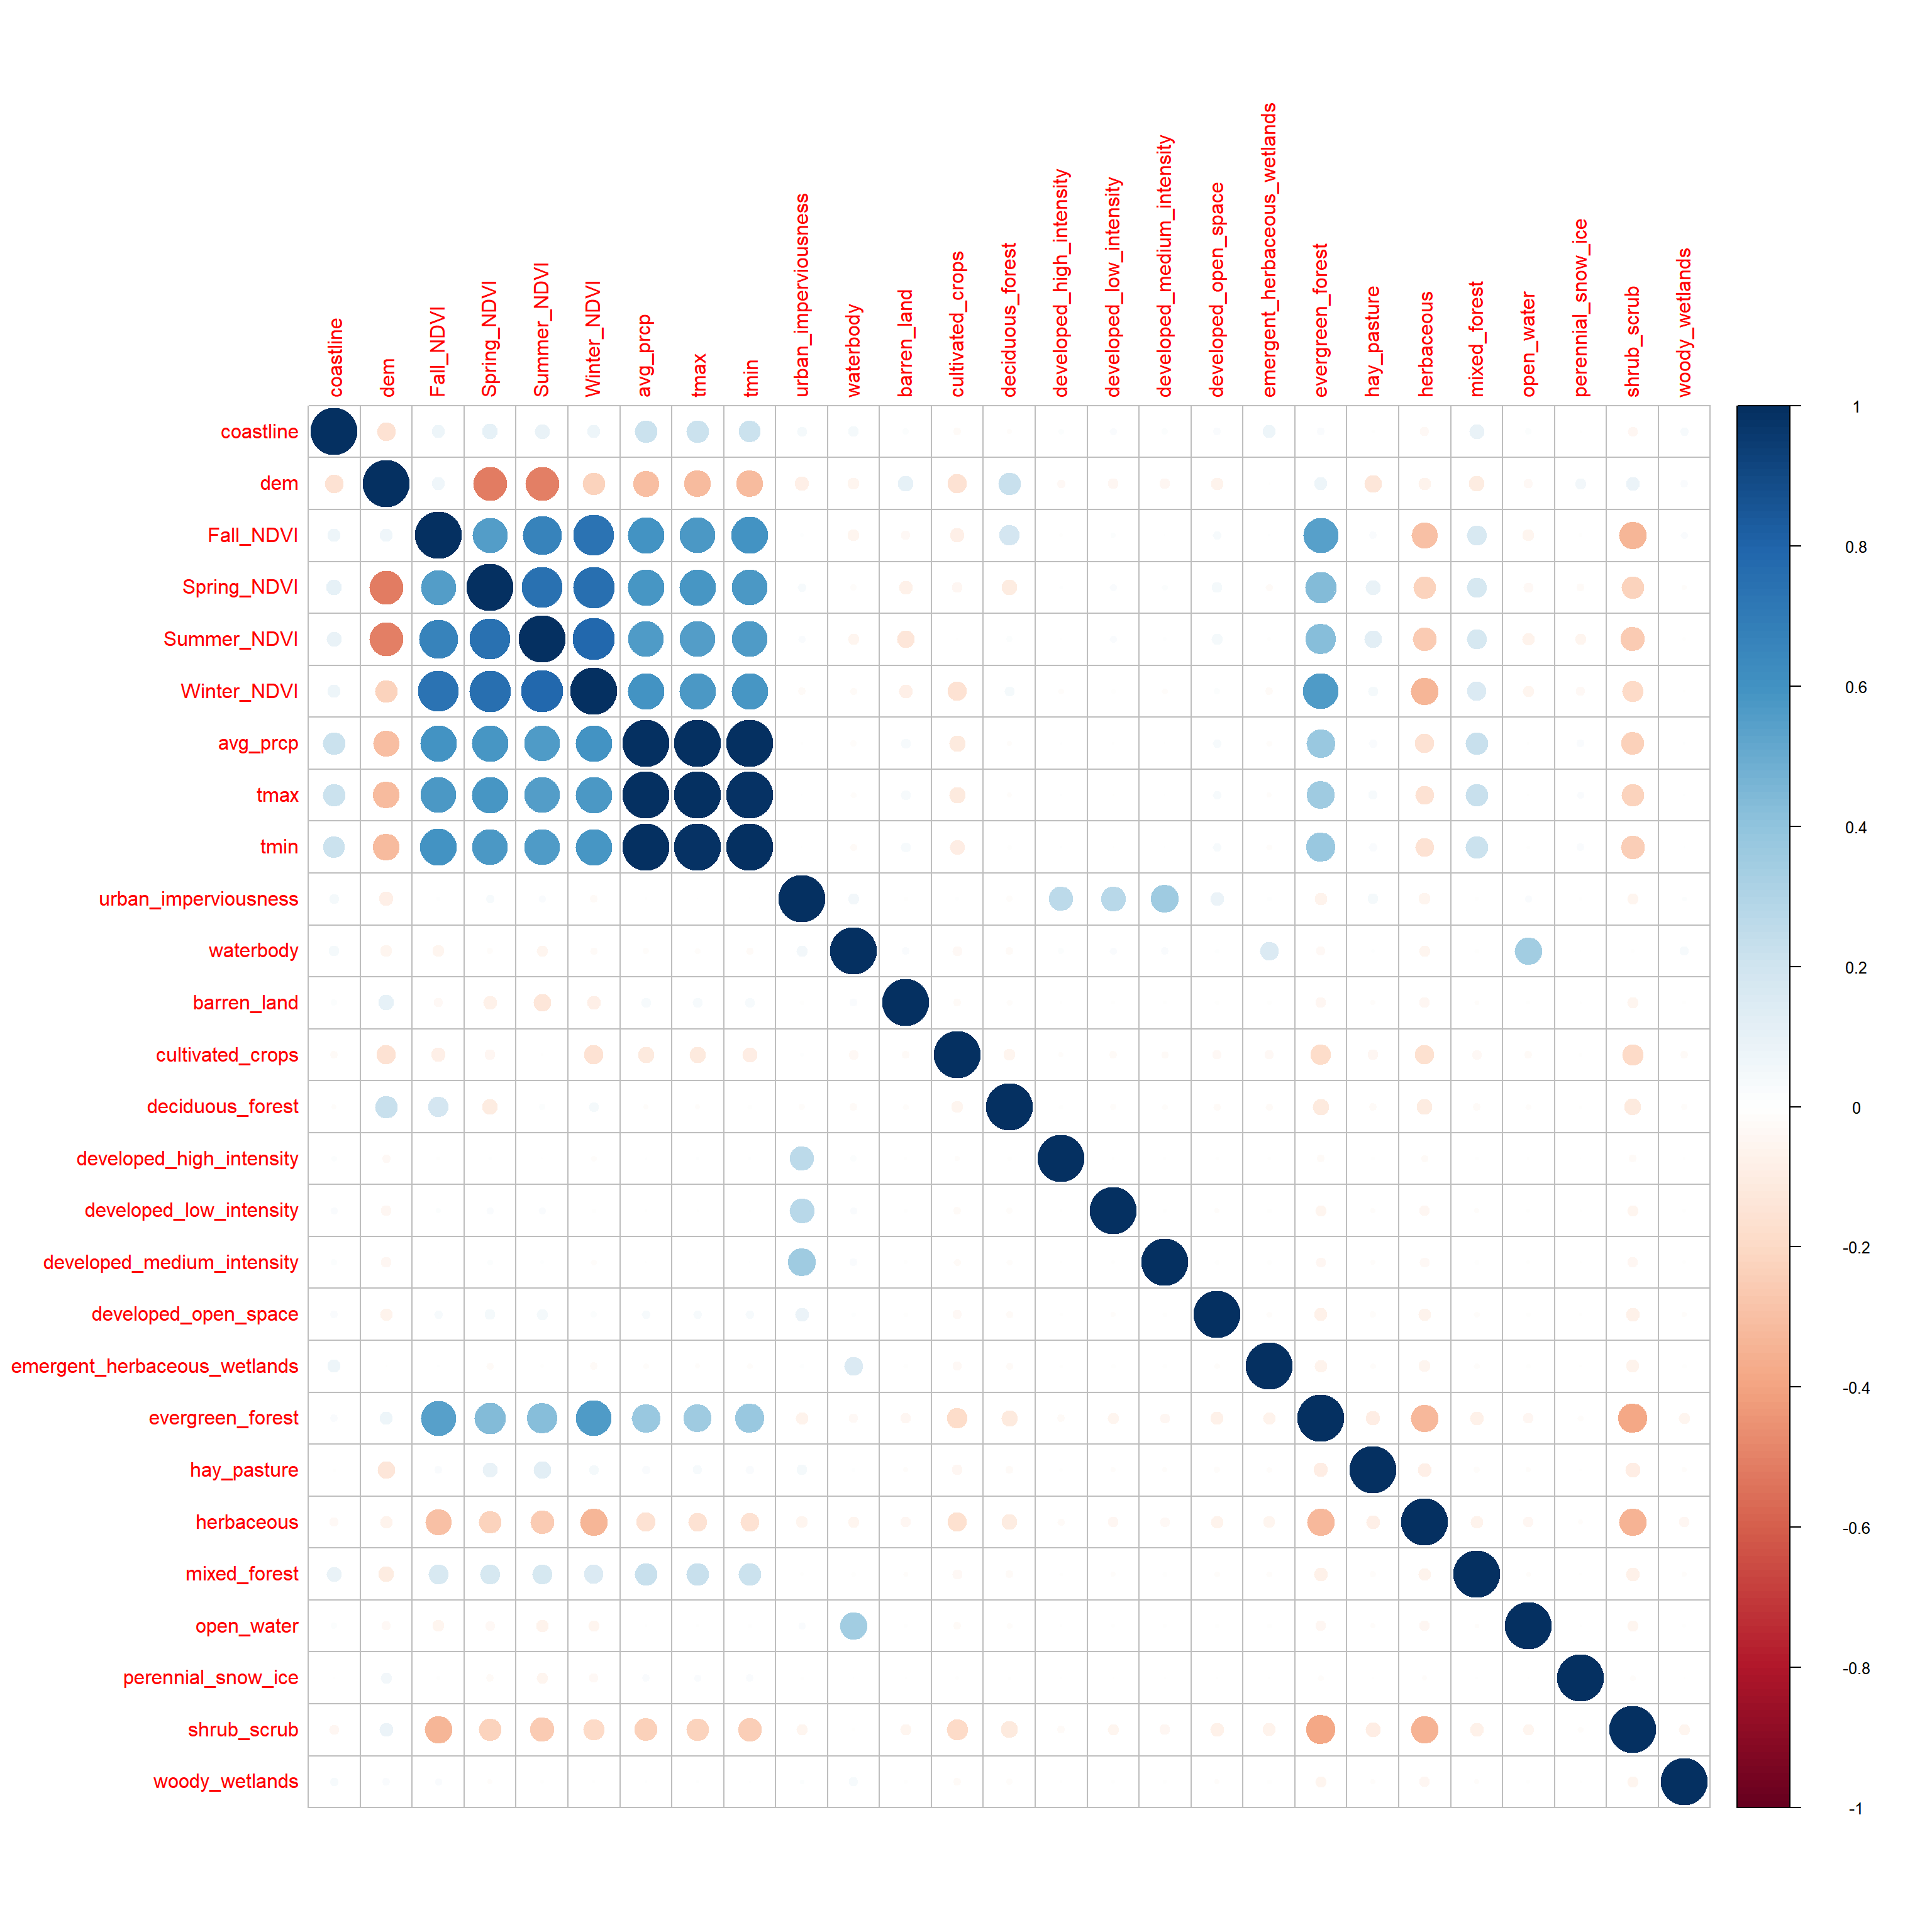 coastline
dem
Fall_NDVI
Spring_NDVI
Summer_NDVI
Winter_NDVI
avg_prcp
tmax
tmin
urban_imperviousness
waterbody
barren_land
cultivated_crops
deciduous_forest
developed_high_intensity
developed_low_intensity
developed_medium_intensity
developed_open_space
emergent_herbaceous_wetlands
evergreen_forest
hay_pasture
herbaceous
mixed_forest
open_water
perennial_snow_ice
shrub_scrub
woody_wetlands
coastline
dem
Fall_NDVI
Spring_NDVI
Summer_NDVI
Winter_NDVI
avg_prcp
tmax
tmin
urban_imperviousness
waterbody
barren_land
cultivated_crops
deciduous_forest
developed_high_intensity
developed_low_intensity
developed_medium_intensity
developed_open_space
emergent_herbaceous_wetlands
evergreen_forest
hay_pasture
herbaceous
mixed_forest
open_water
perennial_snow_ice
shrub_scrub
woody_wetlands
1
0.8
0.6
0.4
0.2
0
-0.2
-0.4
-0.6
-0.8
-1